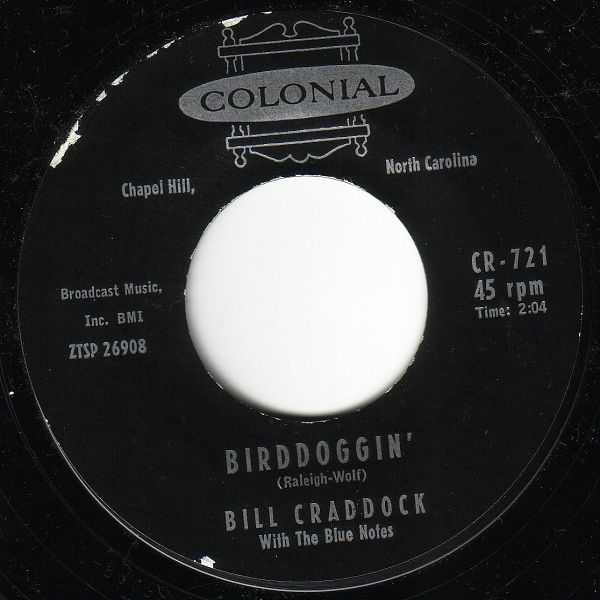 COLONIAL
Chapel Hill,
North Carolina
Broadcast Music,
Inc. BMI
ZTSP 26908
CR-721
45 rpm
Time: 2:04
BIRDDOGGIN'
(Raleigh-Wolf)
BILL CRADDOCK
With The Blue Notes